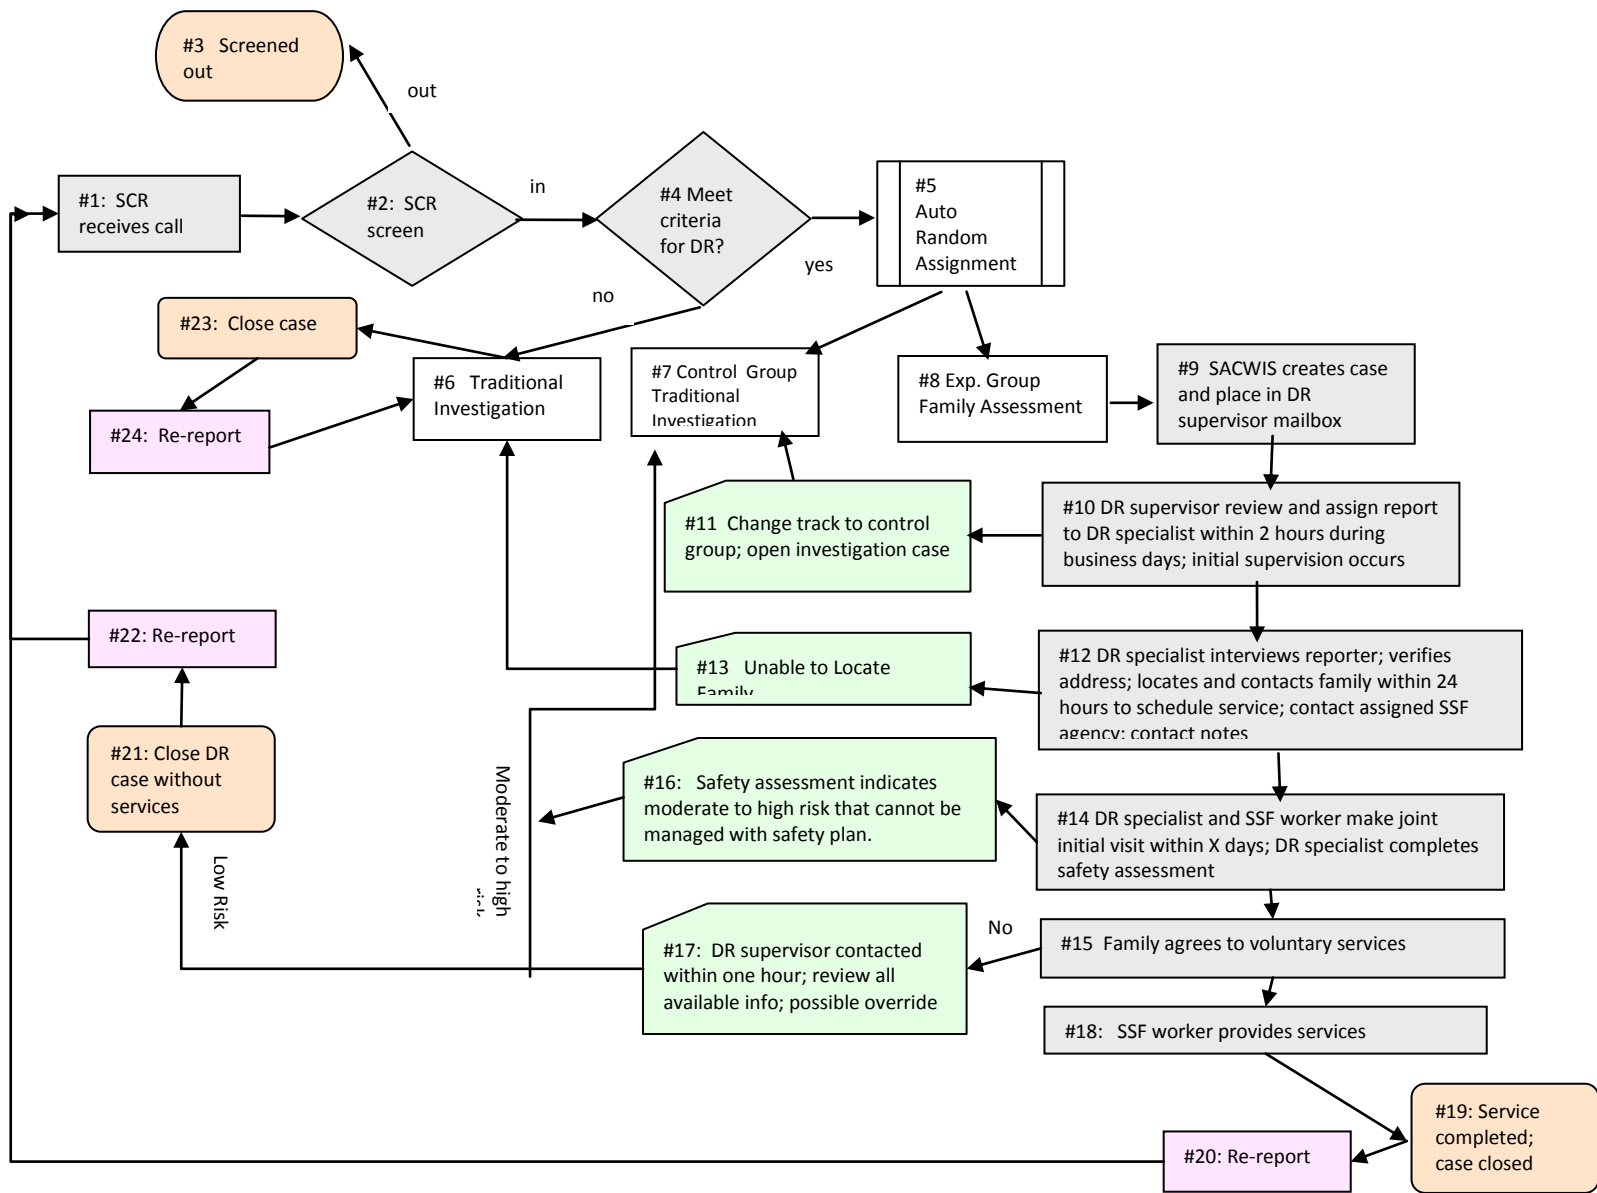 #3   Screened
out
out
#1:  SCR
receives call
#2:  SCR
screen
in
#4 Meet
criteria
for DR?
yes
no
#5
Auto
Random
Assignment
#23:  Close case
#24:  Re-report
#6   Traditional
Investigation
#7 Control  Group
Traditional
Investigation
#8 Exp. Group
Family Assessment
#9   SACWIS creates case
and place in DR
supervisor mailbox
#10 DR supervisor review and assign report
to DR specialist within 2 hours during
business days; initial supervision occurs
#11  Change track to control
group; open investigation case
#12 DR specialist interviews reporter; verifies
address; locates and contacts family within 24
hours to schedule service; contact assigned SSF
agency; contact notes
#13   Unable to Locate
Family
#22: Re-report
#21: Close DR
case without
services
Low Risk
Moderate to high
risk
#16:   Safety assessment indicates
moderate to high risk that cannot be
managed with safety plan.
#14 DR specialist and SSF worker make joint
initial visit within X days; DR specialist completes
safety assessment
#15  Family agrees to voluntary services
No
#17:  DR supervisor contacted
within one hour; review all
available info; possible override
#18:   SSF worker provides services
#19: Service
completed;
case closed
#20: Re-report